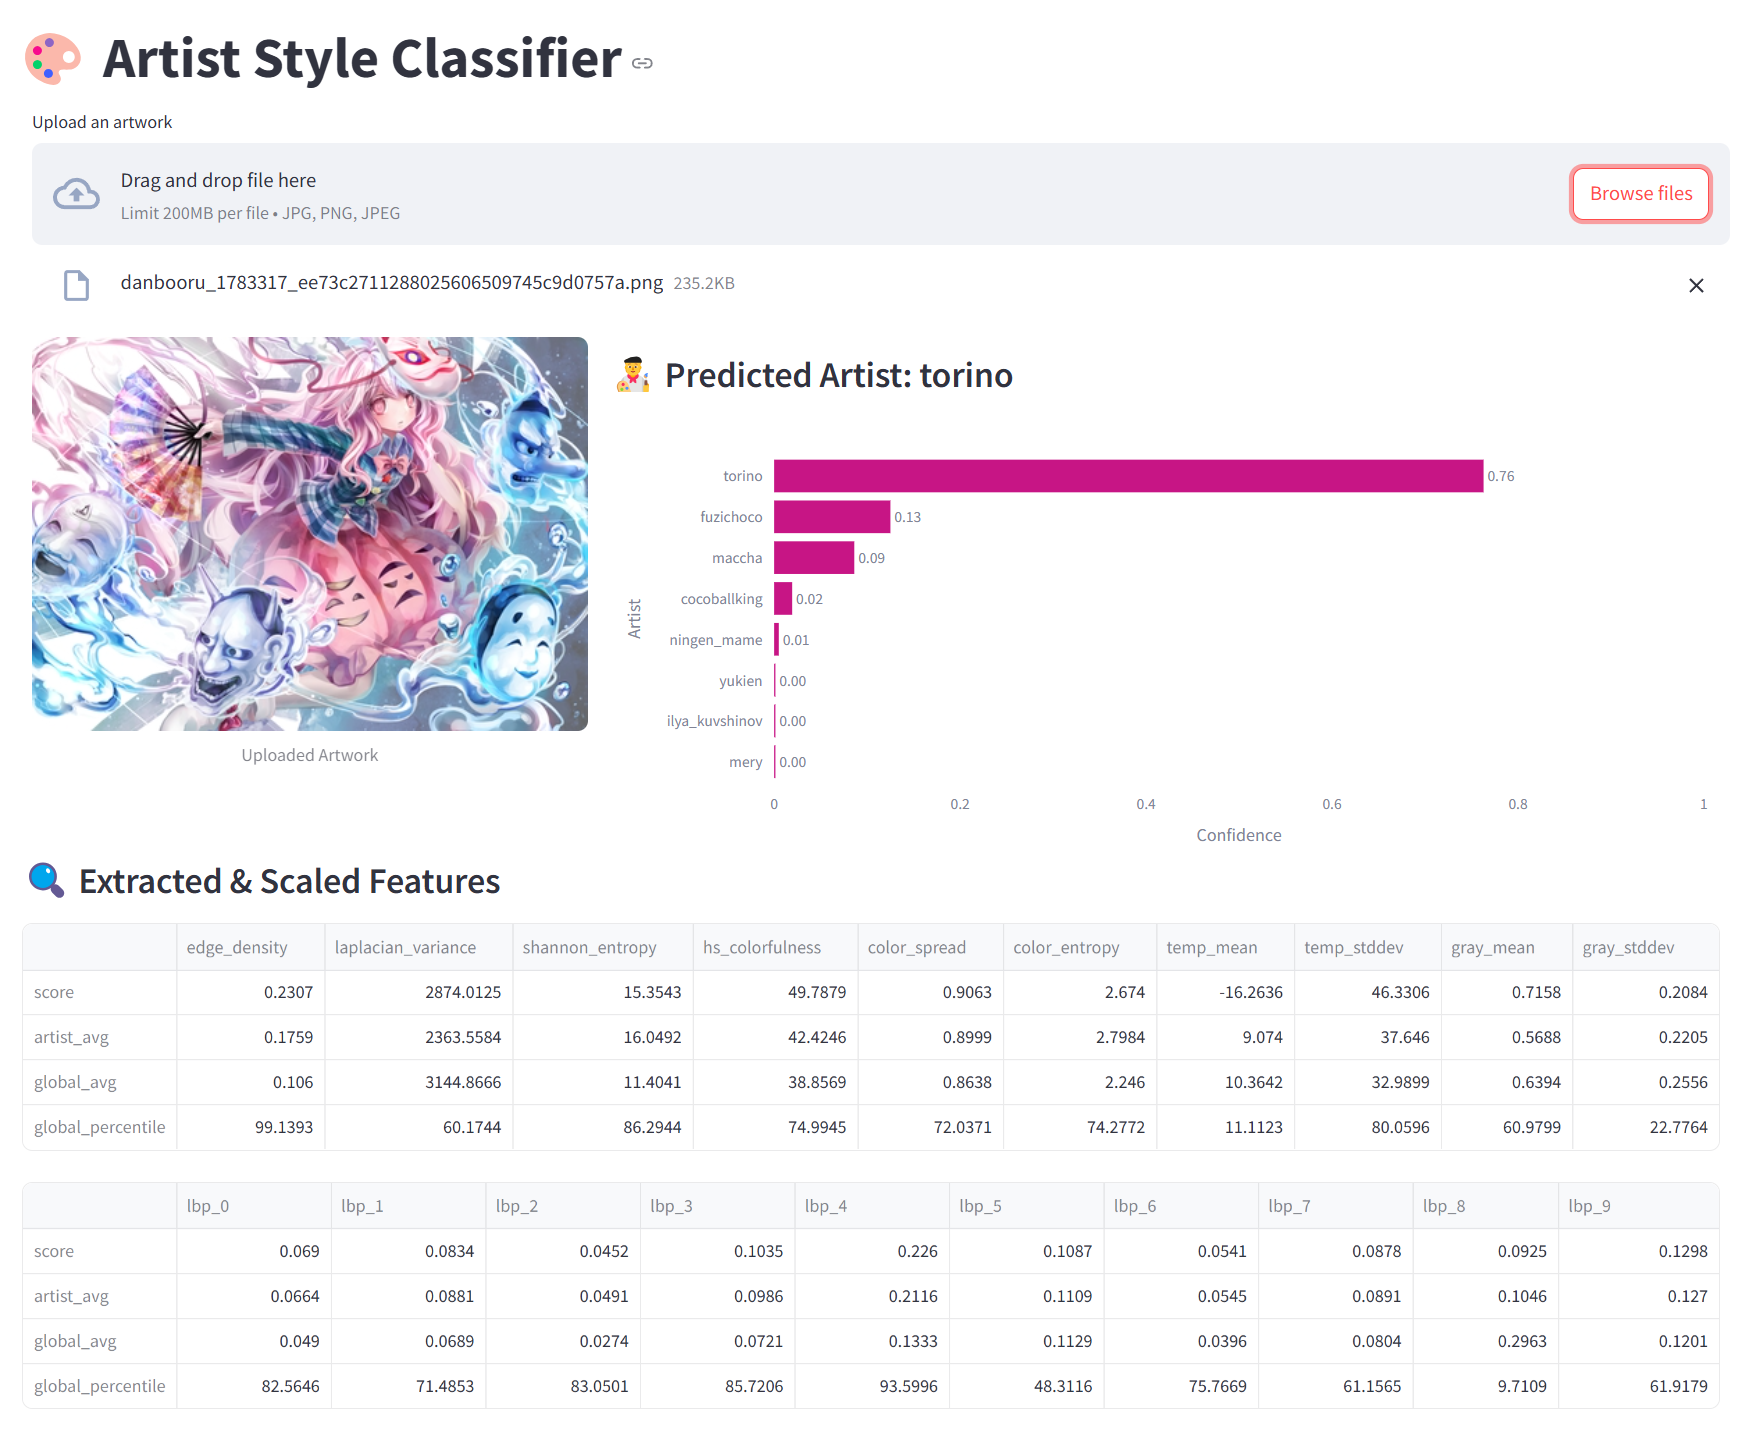 Artist Style Classifier
Upload an artwork
Drag and drop file here
Limit 200MB per file • JPG, PNG, JPEG
Browse files
danbooru_1783317_ee73c2711288025606509745c9d0757a.png 235.2KB
Uploaded Artwork
Predicted Artist: torino
Artist
torino 0.76
fuzichoco 0.13
maccha 0.09
cocoballking 0.02
ningen_mame 0.01
yukien 0.00
ilya_kuvshinov 0.00
mery 0.00
0 0.2 0.4 0.6 0.8 1
Confidence
Extracted & Scaled Features
edge_density laplacian_variance shannon_entropy hs_colorfulness color_spread color_entropy temp_mean temp_stddev gray_mean gray_stddev
score 0.2307 2874.0125 15.3543 49.7879 0.9063 2.674 -16.2636 46.3306 0.7158 0.2084
artist_avg 0.1759 2363.5584 16.0492 42.4246 0.8999 2.7984 9.074 37.646 0.5688 0.2205
global_avg 0.106 3144.8666 11.4041 38.8569 0.8638 2.246 10.3642 32.9899 0.6394 0.2556
global_percentile 99.1393 60.1744 86.2944 74.9945 72.0371 74.2772 11.1123 80.0596 60.9799 22.7764
lbp_0 lbp_1 lbp_2 lbp_3 lbp_4 lbp_5 lbp_6 lbp_7 lbp_8 lbp_9
score 0.069 0.0834 0.0452 0.1035 0.226 0.1087 0.0541 0.0878 0.0925 0.1298
artist_avg 0.0664 0.0881 0.0491 0.0986 0.2116 0.1109 0.0545 0.0891 0.1046 0.127
global_avg 0.049 0.0689 0.0274 0.0721 0.1333 0.1129 0.0396 0.0804 0.2963 0.1201
global_percentile 82.5646 71.4853 83.0501 85.7206 93.5996 48.3116 75.7669 61.1565 9.7109 61.9179